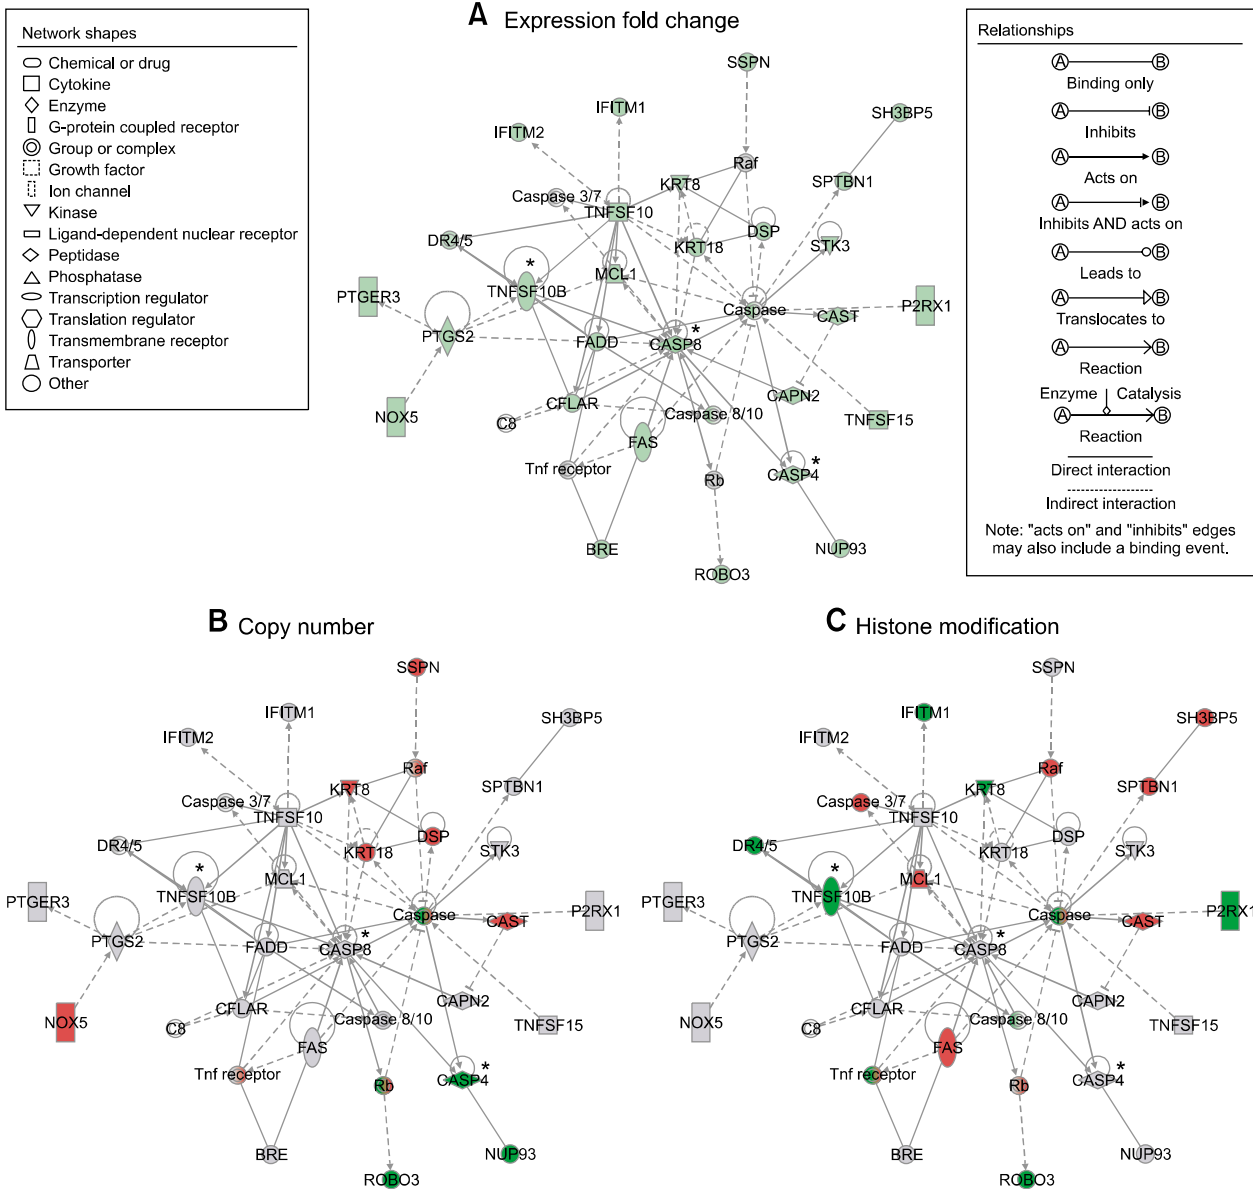 Network shapes
Chemical or drug
Cytokine
Enzyme
G-protein coupled receptor
Group or complex
Growth factor
Ion channel
Kinase
Ligand-dependent nuclear receptor
Peptidase
Phosphatase
Transcription regulator
Translation regulator
Transmembrane receptor
Transporter
Other
A Expression fold change
SSPN
IFITM1
SH3BP5
IFITM2
Raf
KRT8
SPTBN1
Caspase 3/7
TNFSF10
DR4/5
DSP
KRT18
STK3
*
MCL1
PTGER3
TNFSF10B
P2RX1
Caspase
CAST
PTGS2
*
FADD
CASP8
CAPN2
CFLAR
Caspase 8/10
NOX5
C8
TNFSF15
FAS
Tnf receptor
*
CASP4
Rb
BRE
NUP93
ROBO3
Relationships
A B
Binding only
A B
Inhibits
A B
Acts on
A B
Inhibits AND acts on
A B
Leads to
A B
Translocates to
A B
Reaction
Enzyme Catalysis
A B
Reaction
Direct interaction
Indirect interaction
Note: "acts on" and "inhibits" edges
may also include a binding event.
B Copy number
SSPN
IFITM1
SH3BP5
IFITM2
Raf
KRT8
SPTBN1
Caspase 3/7
TNFSF10
DR4/5
DSP
KRT18
STK3
*
MCL1
PTGER3
TNFSF10B
P2RX1
Caspase
CAST
PTGS2
*
FADD
CASP8
CAPN2
CFLAR
Caspase 8/10
NOX5
C8
TNFSF15
FAS
Tnf receptor
*
CASP4
Rb
BRE
NUP93
ROBO3
C Histone modification
SSPN
IFITM1
SH3BP5
IFITM2
Raf
KRT8
SPTBN1
Caspase 3/7
TNFSF10
DR4/5
DSP
KRT18
STK3
*
MCL1
PTGER3
TNFSF10B
P2RX1
Caspase
CAST
PTGS2
*
FADD
CASP8
CAPN2
CFLAR
Caspase 8/10
NOX5
C8
TNFSF15
FAS
Tnf receptor
*
CASP4
Rb
BRE
NUP93
ROBO3